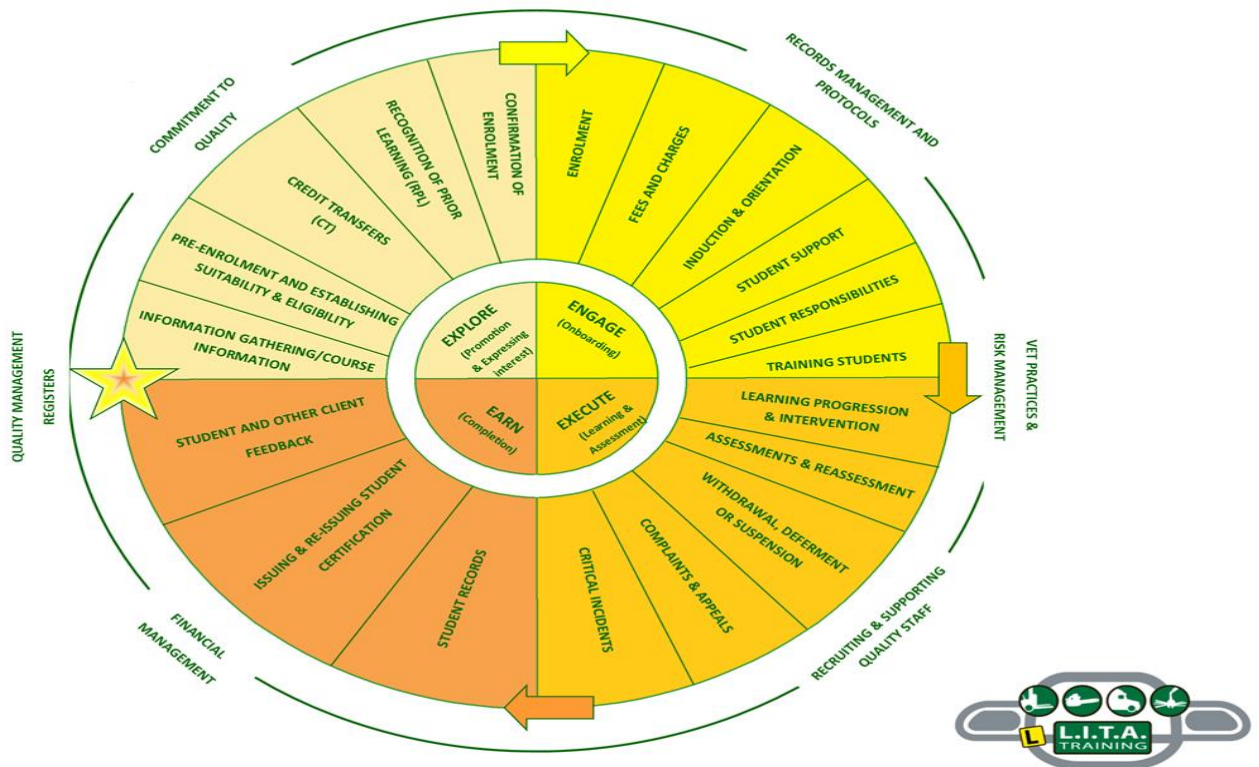 COMMITMENT TO
QUALITY
RECORDS MANAGEMENT AND
PROTOCOLS
VET PRACTICES &
RISK MANAGEMENT
RECRUITING & SUPPORTING
QUALITY STAFF
FINANCIAL
MANAGEMENT
QUALITY MANAGEMENT
REGISTERS
EXPLORE
(Promotion
& Expressing
interest)
INFORMATION GATHERING/COURSE
INFORMATION
PRE-ENROLMENT AND ESTABLISHING
SUITABILITY & ELIGIBILITY
CREDIT TRANSFERS
(CT)
RECOGNITION OF PRIOR
LEARNING (RPL)
CONFIRMATION OF
ENROLMENT
ENGAGE
(Onboarding)
ENROLMENT
FEES AND CHARGES
INDUCTION & ORIENTATION
STUDENT SUPPORT
STUDENT RESPONSIBILITIES
TRAINING STUDENTS
EXECUTE
(Learning &
Assessment)
LEARNING PROGRESSION
& INTERVENTION
ASSESSMENTS & REASSESSMENT
WITHDRAWAL, DEFERMENT
OR SUSPENSION
COMPLAINTS & APPEALS
CRITICAL INCIDENTS
EARN
(Completion)
STUDENT RECORDS
ISSUING & RE-ISSUING STUDENT
CERTIFICATION
STUDENT AND OTHER CLIENT
FEEDBACK
L
L.I.T.A.
TRAINING